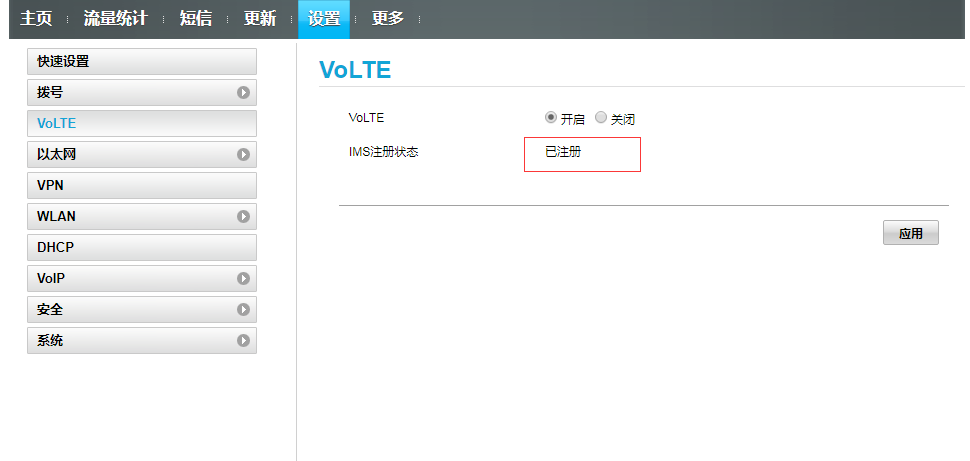 主页 流量统计 短信 更新 设置 更多
快速设置
拨号
VoLTE
以太网
VPN
WLAN
DHCP
VoIP
安全
系统
VoLTE
VoLTE 开启 关闭
IMS注册状态 已注册
应用